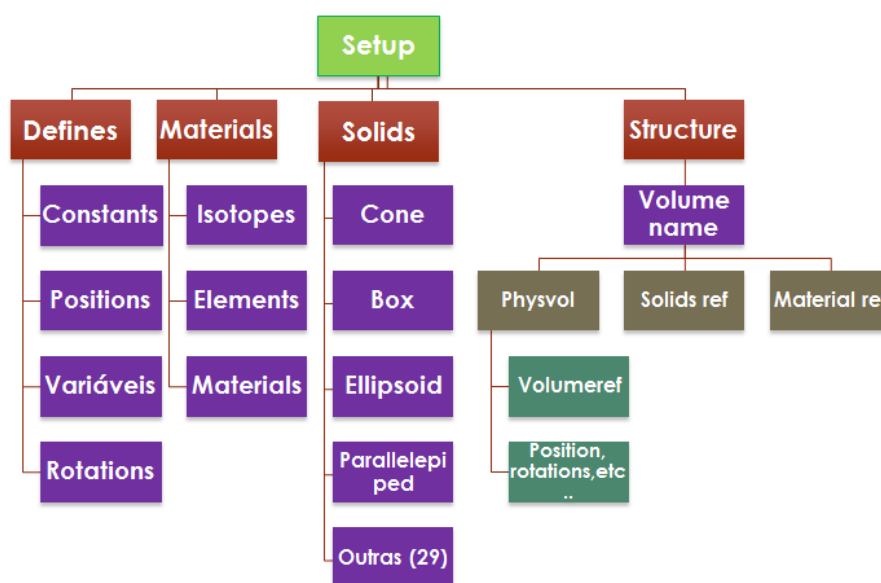 Setup
Defines
Materials
Solids
Structure
Constants
Isotopes
Cone
Volume
name
Positions
Elements
Box
Physvol
Solids ref
Material re
Variáveis
Materials
Ellipsoid
Volumeref
Rotations
Parallelepi
ped
Position,
rotations,etc
..
Outras (29)